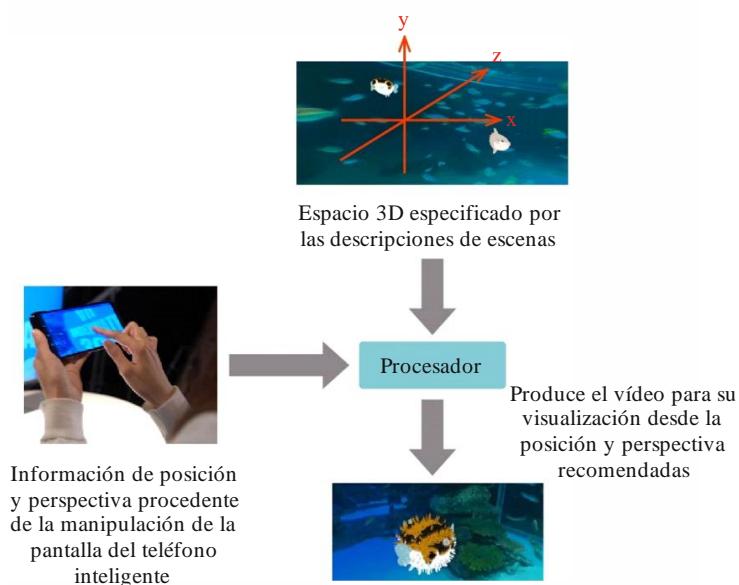 y
z
x
Espacio 3D especificado por
las descripciones de escenas
Procesador
Produce el vídeo para su
visualización desde la
posición y perspectiva
recomendadas
Información de posición
y perspectiva procedente
de la manipulación de la
pantalla del teléfono
inteligente